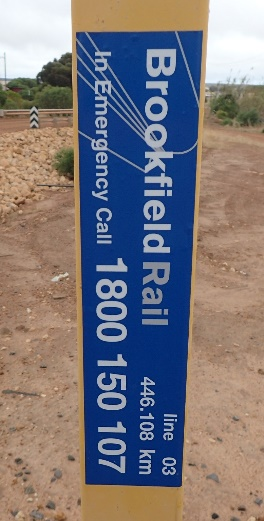 Brookfield Rail
line 03
446.108 km
In Emergency Call
1800 150 107